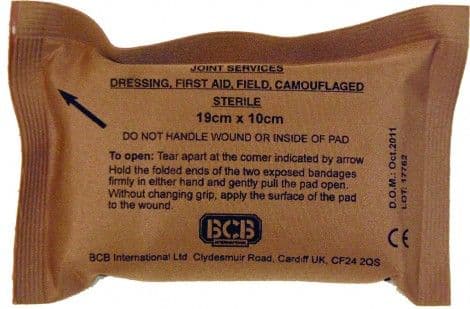 JOINT SERVICES
DRESSING, FIRST AID, FIELD, CAMOUFLAGED
STERILE
19cm x 10cm
DO NOT HANDLE WOUND OR INSIDE OF PAD
To open: Tear apart at the corner indicated by arrow
Hold the folded ends of the two exposed bandages
firmly in either hand and gently pull the pad open.
Without changing grip, apply the surface of the pad
to the wound.
BCB
INTERNATIONAL
BCB International Ltd. Clydesmuir Road, Cardiff UK, CF24 2QS
D.O.M.: Oct.2011
LOT: 17762
CE